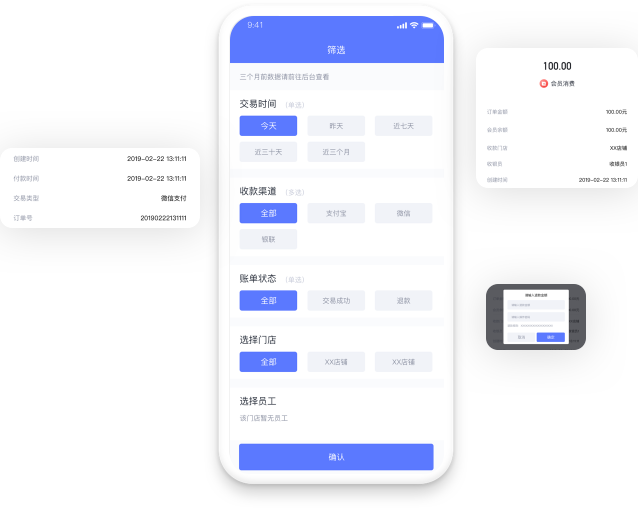 9:41
筛选
三个月前数据请前往后台查看
交易时间 (单选)
今天 昨天 近七天
近三十天 近三个月
收款渠道 (多选)
全部 支付宝 微信
银联
账单状态 (单选)
全部 交易成功 退款
选择门店
全部 XX店铺 XX店铺
选择员工
该门店暂无员工
确认
创建时间 2019-02-22 13:11:11
付款时间 2019-02-22 13:11:11
交易类型 微信支付
订单号 20190222131111
100.00
会员消费
订单金额 100.00元
会员余额 100.00元
收款门店 XX店铺
收银员 收银员1
创建时间 2019-02-22 13:11:11